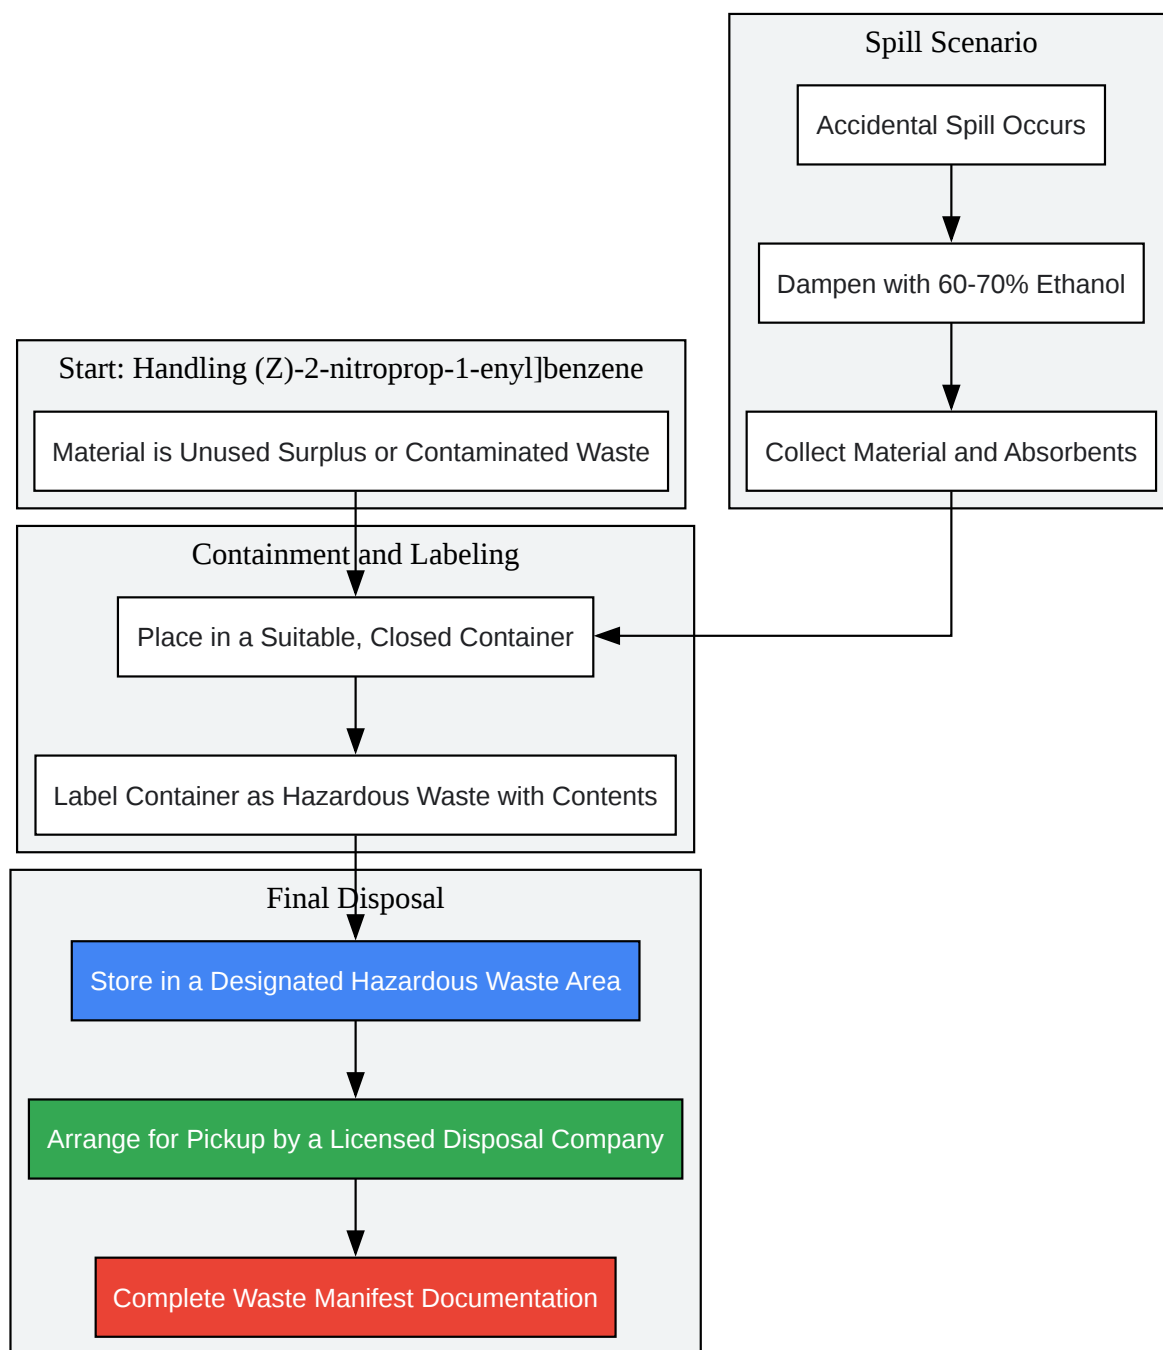 Spill Scenario
Accidental Spill Occurs
Dampen with 60-70% Ethanol
Collect Material and Absorbents
Start: Handling (Z)-2-nitroprop-1-enyl]benzene
Material is Unused Surplus or Contaminated Waste
Containment and Labeling
Place in a Suitable, Closed Container
Label Container as Hazardous Waste with Contents
Final Disposal
Store in a Designated Hazardous Waste Area
Arrange for Pickup by a Licensed Disposal Company
Complete Waste Manifest Documentation